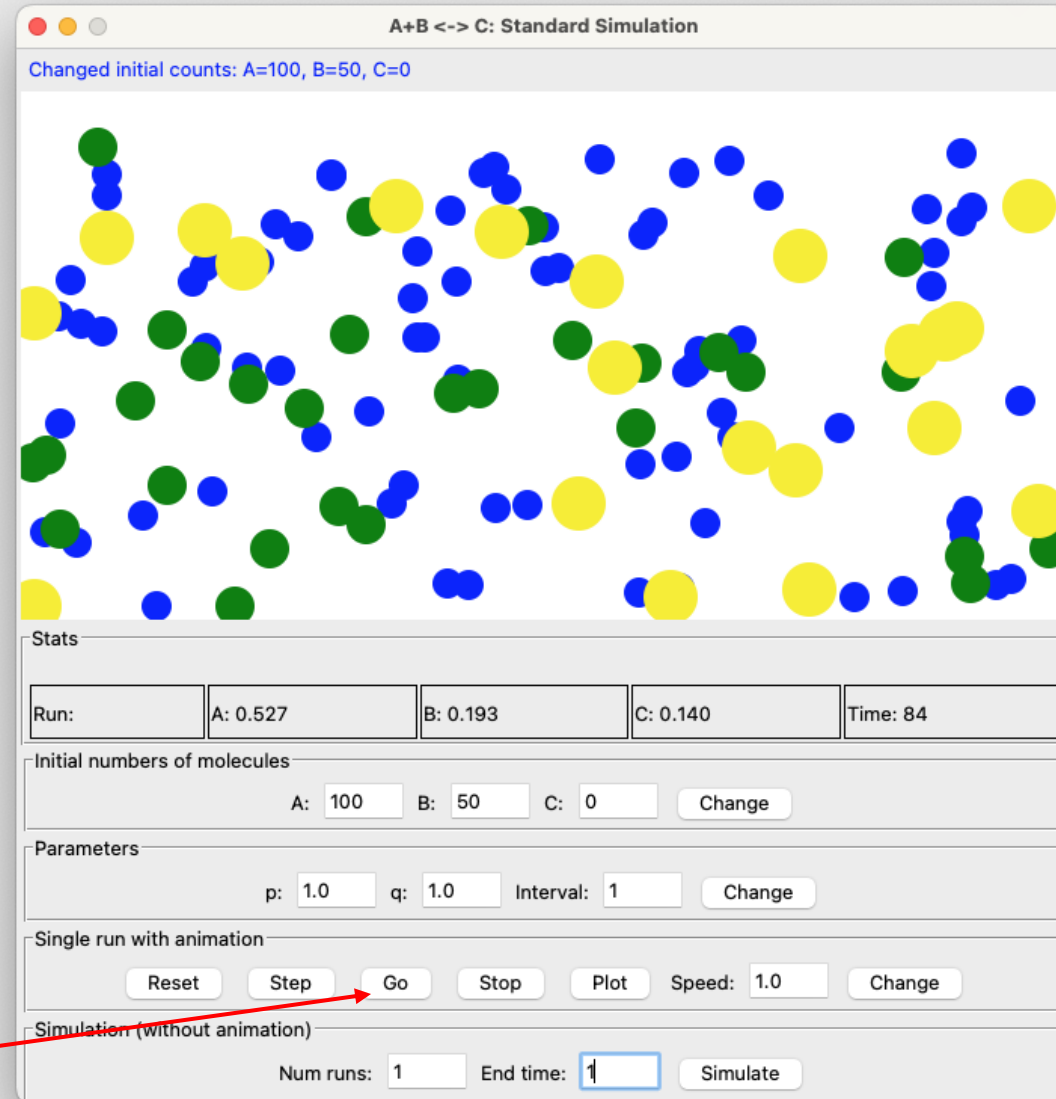 A+B <-> C: Standard Simulation
Changed initial counts: A=100, B=50, C=0
Stats
Run: A: 0.527 B: 0.193 C: 0.140 Time: 84
Initial numbers of molecules
A: 100 B: 50 C: 0 Change
Parameters
p: 1.0 q: 1.0 Interval: 1 Change
Single run with animation
Reset Step Go Stop Plot Speed: 1.0 Change
Simulation (without animation)
Num runs: 1 End time: 1 Simulate